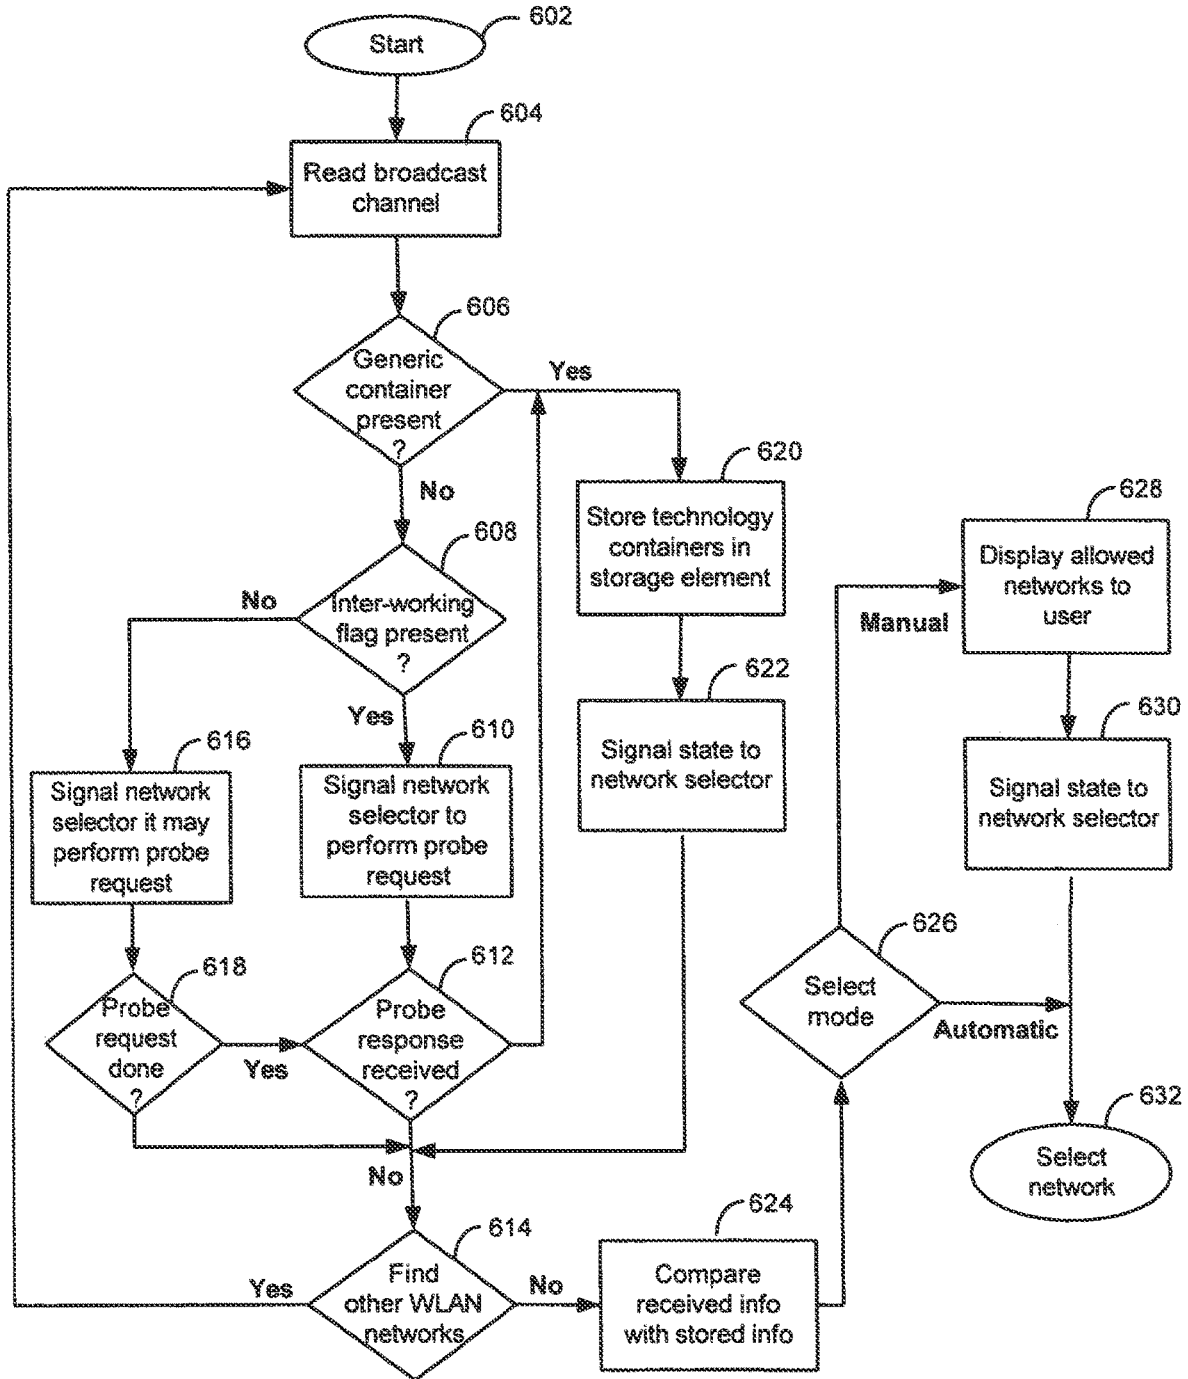 602
Start
604
Read broadcast
channel
606
Generic
container
present
?
Yes
No
608
Inter-working
flag present
?
No
Yes
616
Signal network
selector it may
perform probe
request
610
Signal network
selector to
perform probe
request
618
Probe
request
done
?
Yes
612
Probe
response
received
?
No
620
Store technology
containers in
storage element
622
Signal state to
network selector
614
Find
other WLAN
networks
Yes
No
624
Compare
received info
with stored info
626
Select
mode
Manual
Automatic
628
Display allowed
networks to
user
630
Signal state to
network selector
632
Select
network